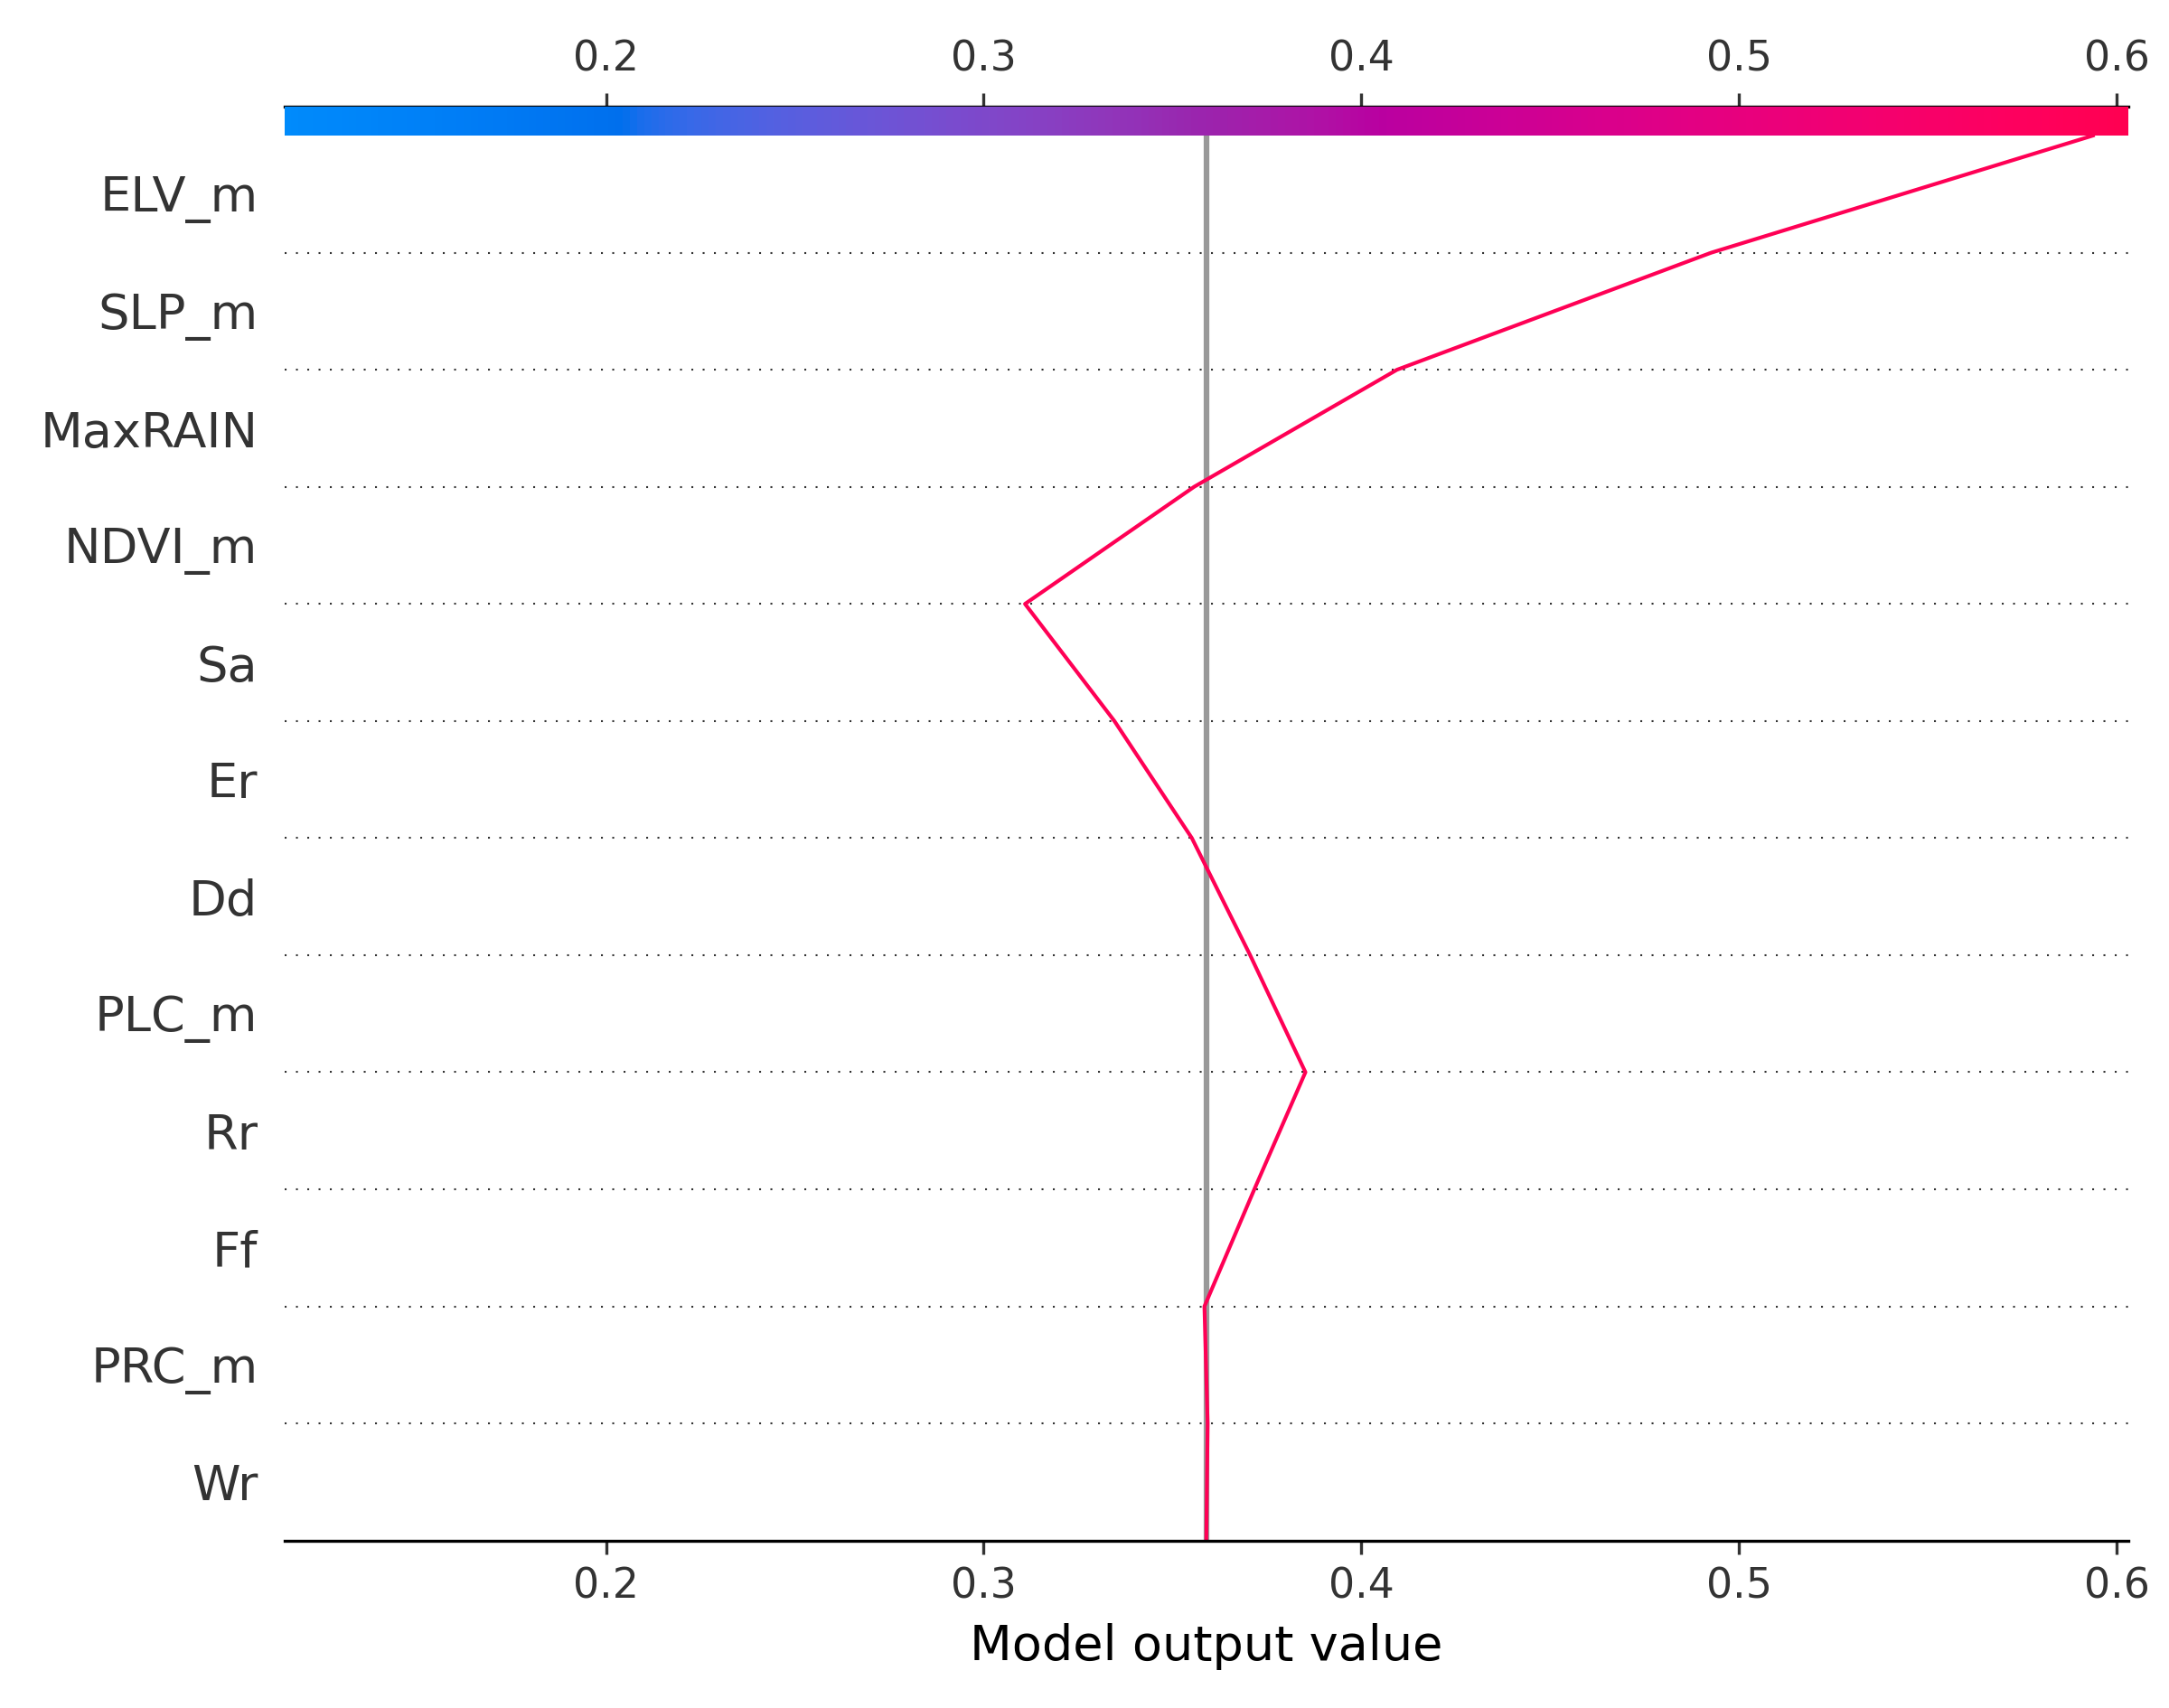 0.2 0.3 0.4 0.5 0.6
ELV_m
SLP_m
MaxRAIN
NDVI_m
Sa
Er
Dd
PLC_m
Rr
Ff
PRC_m
Wr
0.2 0.3 0.4 0.5 0.6
Model output value